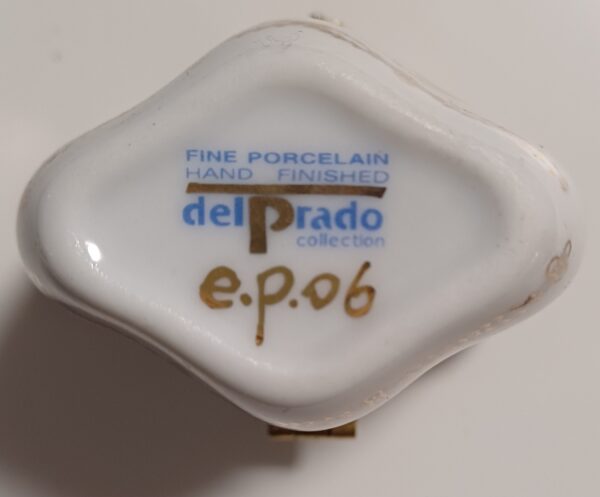 FINE PORCELAIN
HAND FINISHED
delPrado
collection
e.p.06